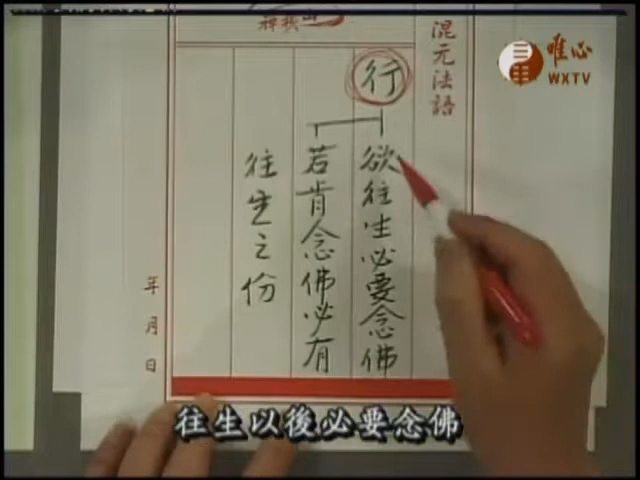 唯心
WXTV
混元法語
行
欲往生必要念佛
若肯念佛必有
往生之份
年月日
往生以後必要念佛